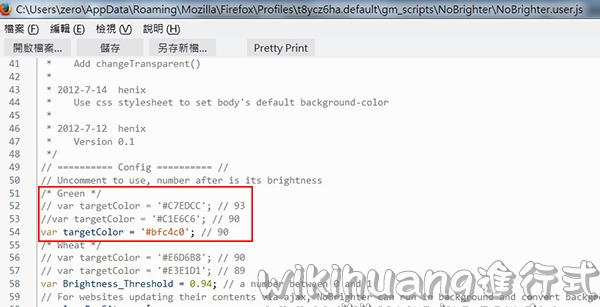 C:\Users\zero\AppData\Roaming\Mozilla\Firefox\Profiles\t8ycz6ha.default\gm_scripts\NoBrighter\NoBrighter.user.js
檔案(F) 編輯(E) 檢視(V) 說明(H)
開啟檔案... 儲存 另存新檔... Pretty Print
41 * Add changeTransparent()
42 *
43 * 2012-7-14 henix
44 * Use css stylesheet to set body's default background-color
45 *
46 * 2012-7-12 henix
47 * Version 0.1
48 */
49 // ========== Config ========== //
50 // Uncomment to use, number after is its brightness
51 /* Green */
52 // var targetColor = '#C7EDCC'; // 93
53 //var targetColor = '#C1E6C6'; // 90
54 var targetColor = '#bfc4c0'; // 90
55 /* Wheat */
56 // var targetColor = '#E6D6B8'; // 90
57 // var targetColor = '#E3E1D1'; // 89
58 var Brightness_Threshold = 0.94; // a number between 0 and 1
59 // For websites updating their contents via ajax, NoBrighter can run in background and convert background
wikihuang進行式